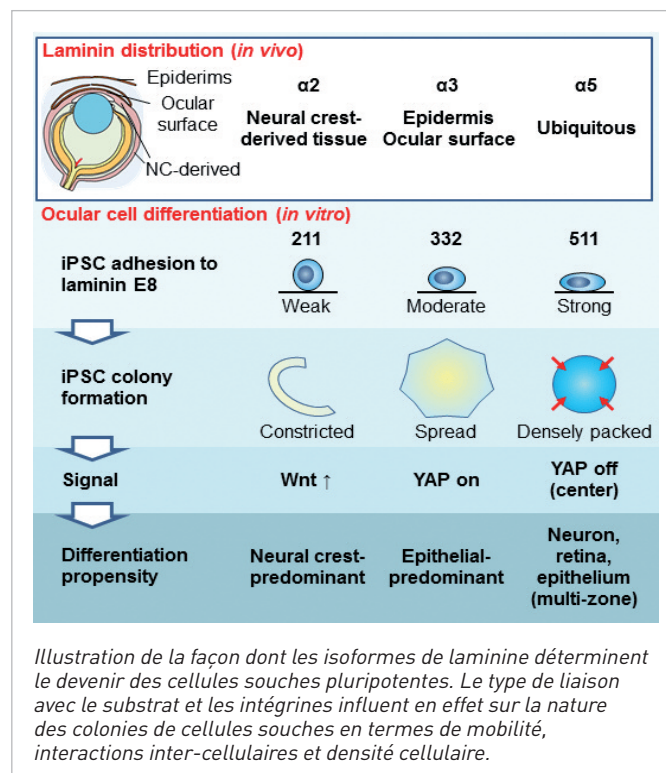 Laminin distribution (in vivo)
Epiderims
Ocular
surface
NC-derived
α2
Neural crest-
derived tissue
α3
Epidermis
Ocular surface
α5
Ubiquitous
Ocular cell differentiation (in vitro)
iPSC adhesion to
laminin E8
211
Weak
332
Moderate
511
Strong
iPSC colony
formation
Constricted
Spread
Densely packed
Signal
Wnt ↑
YAP on
YAP off
(center)
Differentiation
propensity
Neural crest-
predominant
Epithelial-
predominant
Neuron,
retina,
epithelium
(multi-zone)
Illustration de la façon dont les isoformes de laminine déterminent
le devenir des cellules souches pluripotentes. Le type de liaison
avec le substrat et les intégrines influent en effet sur la nature
des colonies de cellules souches en termes de mobilité,
interactions inter-cellulaires et densité cellulaire.